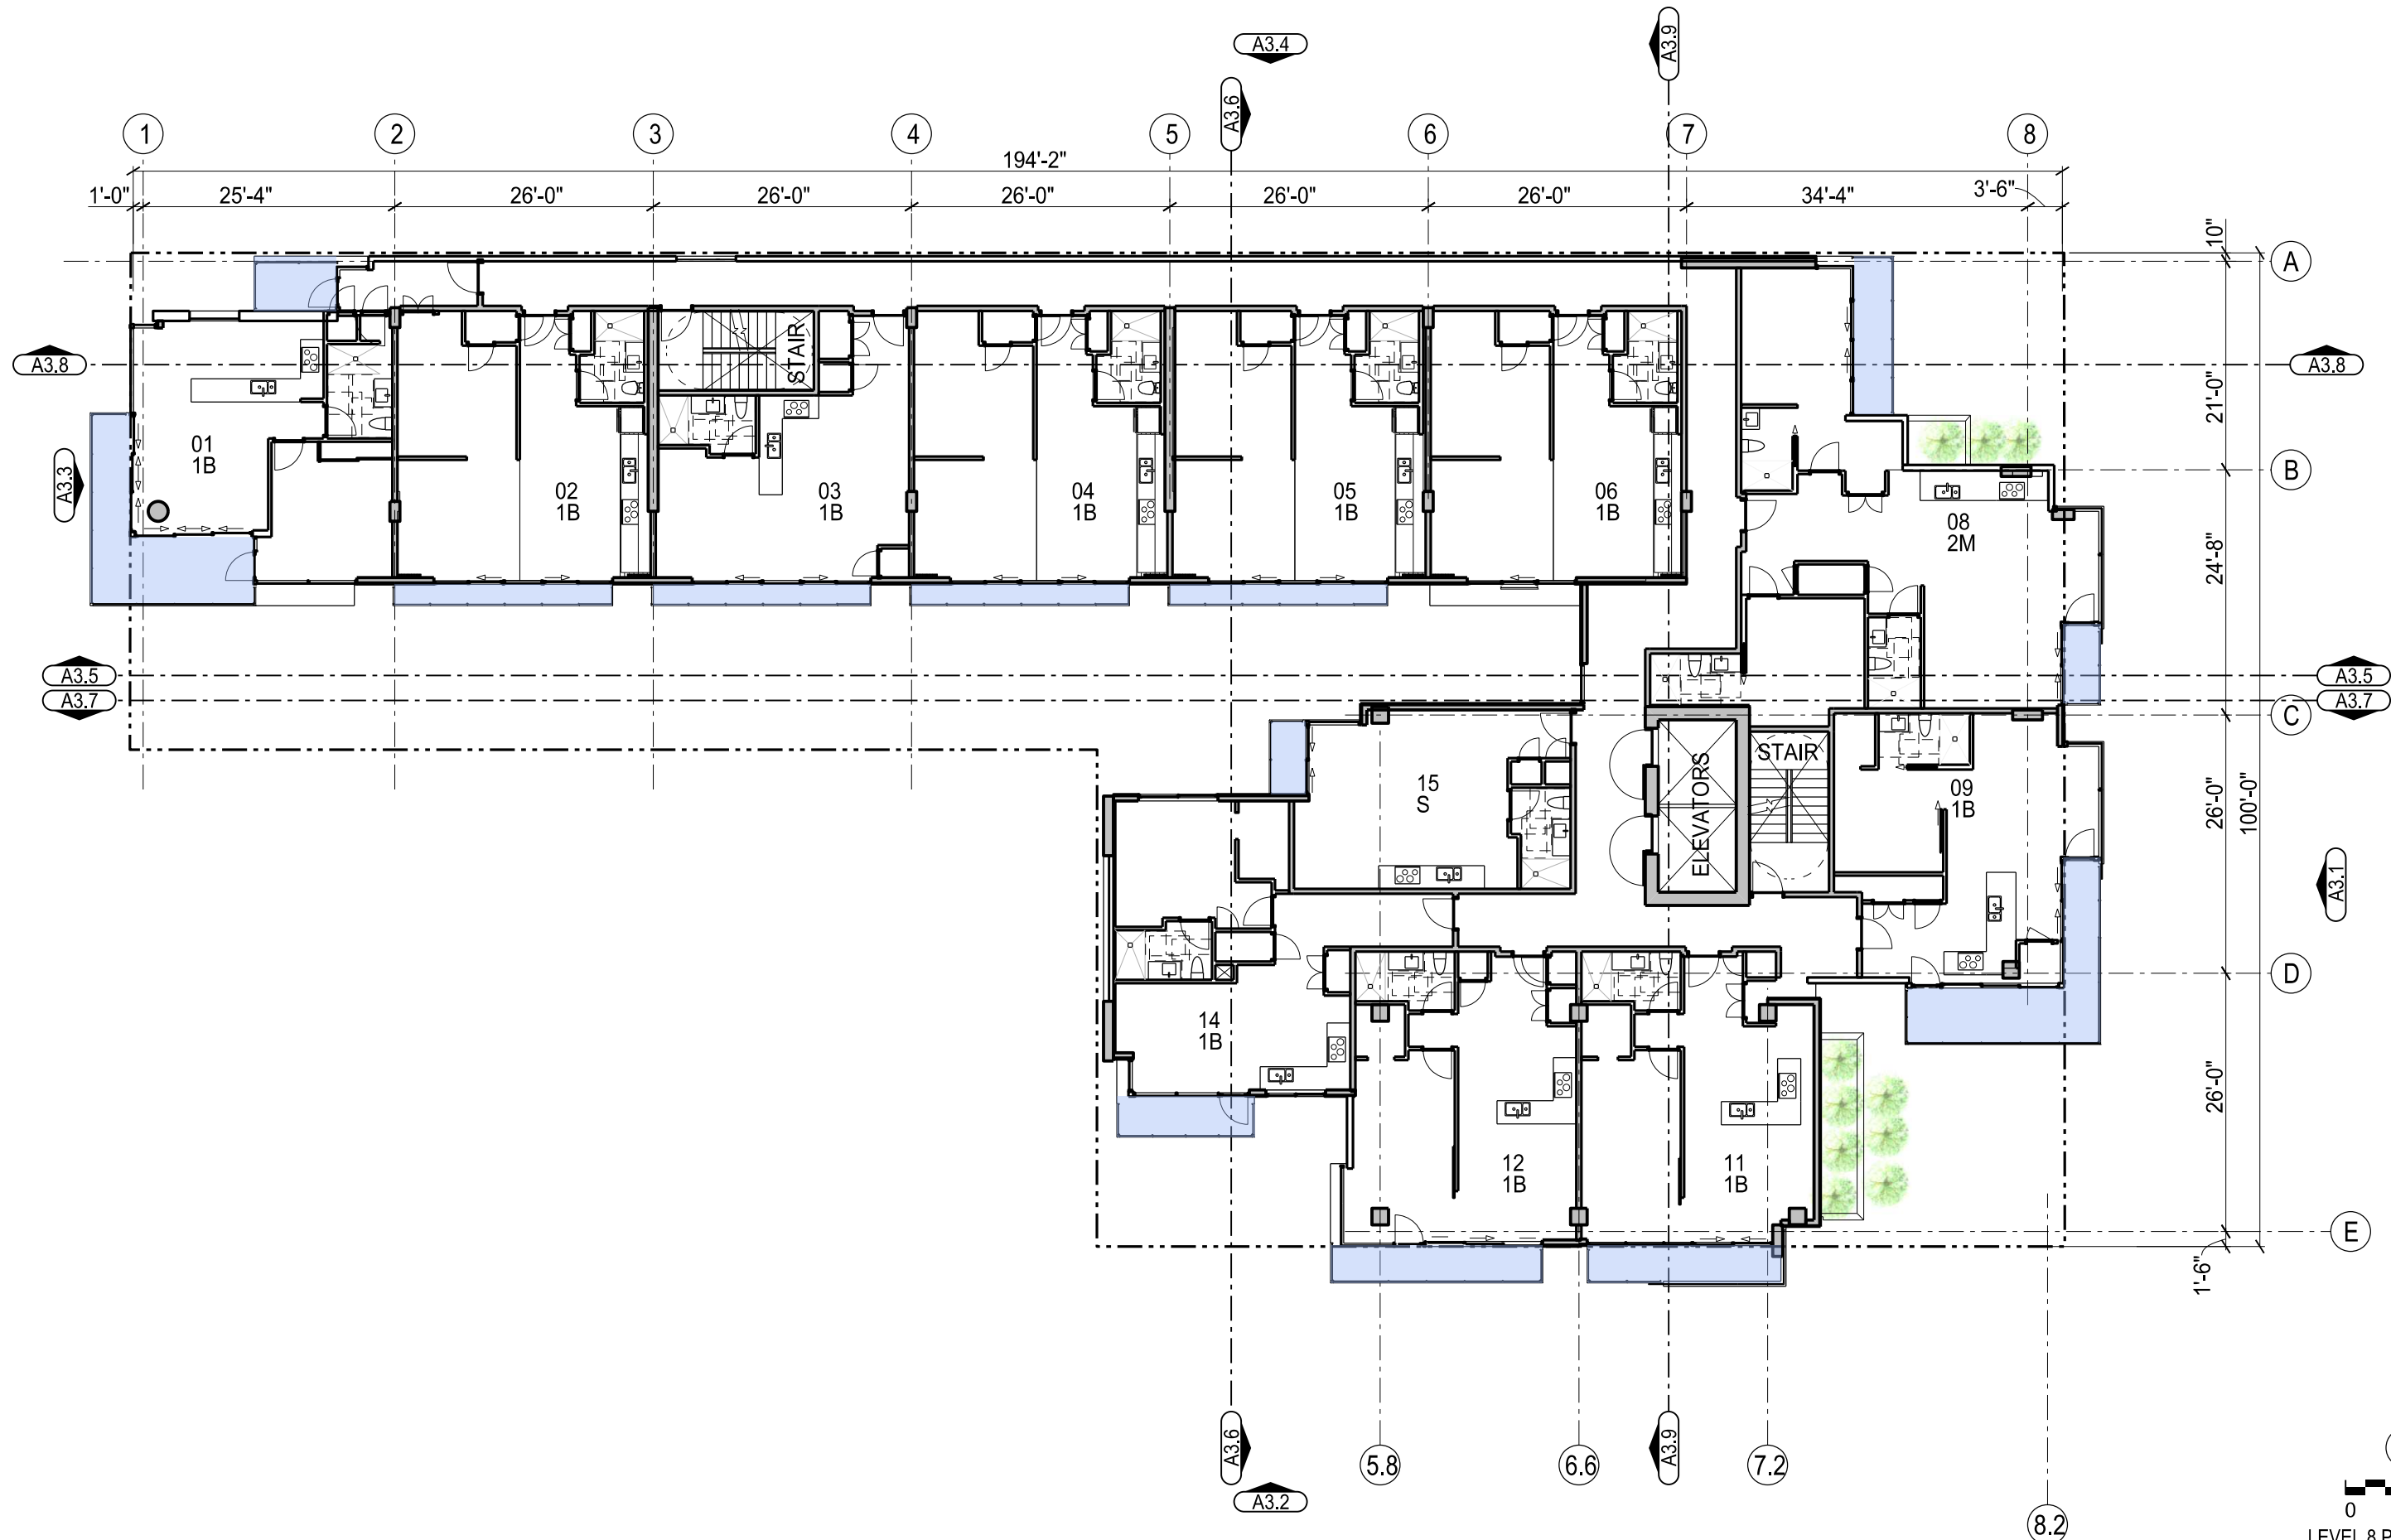 A3.4
A3.9
A3.6
1 2 3 4 5 6 7 8
194'-2"
1'-0" 25'-4" 26'-0" 26'-0" 26'-0" 26'-0" 26'-0" 34'-4" 3'-6"
10"
A
STAIR
A3.8
A3.8
21'-0"
01
1B
A3.3
B
02
1B
03
1B
04
1B
05
1B
06
1B
08
2M
24'-8"
A3.5
A3.7
A3.5
A3.7
C
STAIR
ELEVATORS
15
S
09
1B
26'-0"
100'-0"
A3.1
D
14
1B
26'-0"
12
1B
11
1B
E
1'-6"
A3.6
A3.9
5.8
6.6
7.2
A3.2
0
8.2
LEVEL 8 P